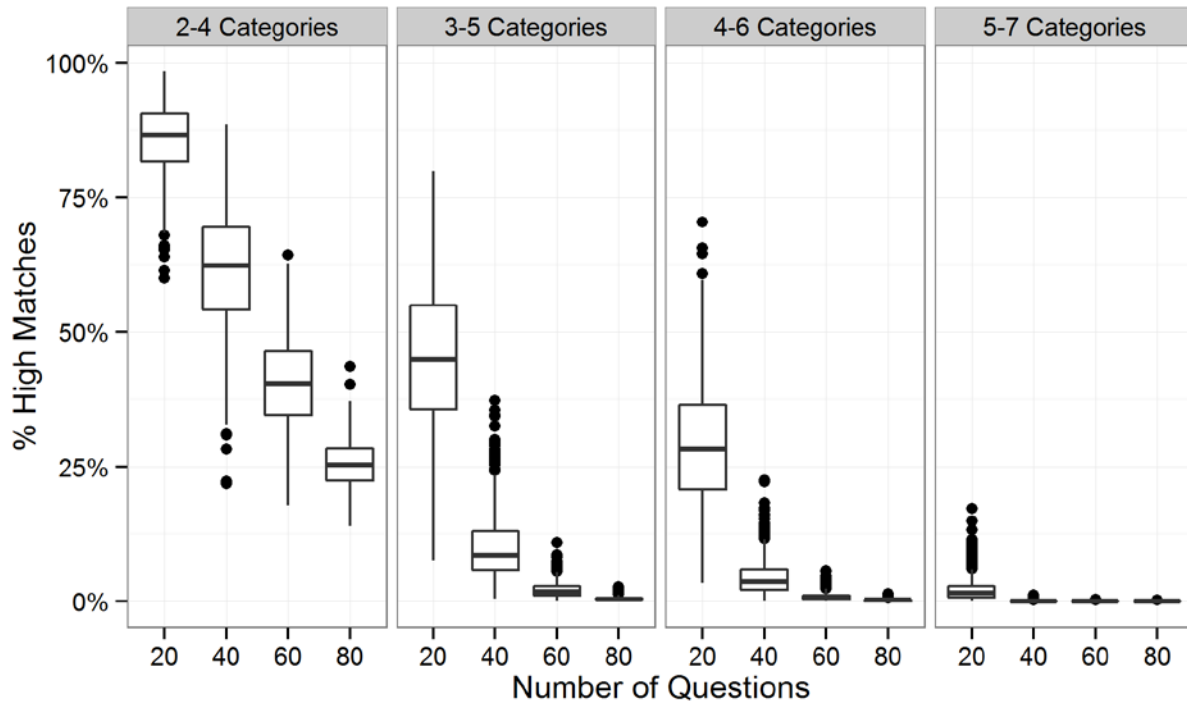 2-4 Categories 3-5 Categories 4-6 Categories 5-7 Categories
100%
75%
50%
25%
0%
% High Matches
20 40 60 80 20 40 60 80 20 40 60 80 20 40 60 80
Number of Questions